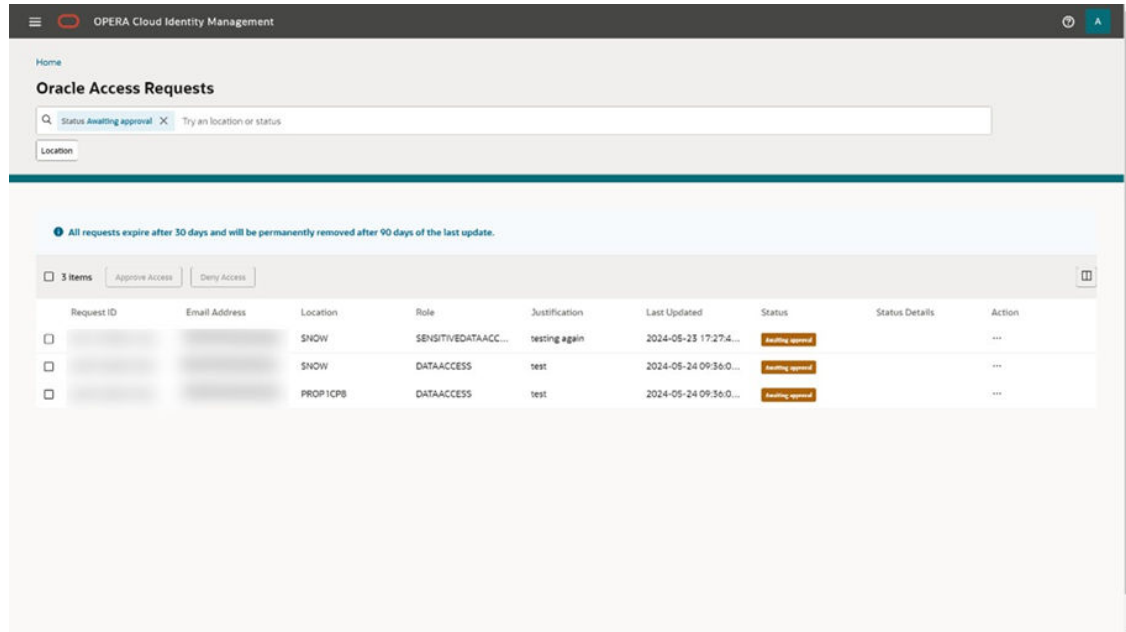 OPERA Cloud Identity Management
A
Home
Oracle Access Requests
Status Awaiting approval Try an location or status
Location
All requests expire after 30 days and will be permanently removed after 90 days of the last update.
3 items Approve Access Deny Access
Request ID Email Address Location Role Justification Last Updated Status Status Details Action
SNOW SENSITIVEDATAACC... testing again 2024-05-23 17:27:4... Awaiting approval ...
SNOW DATAACCESS test 2024-05-24 09:36:0... Awaiting approval ...
PROP1CPB DATAACCESS test 2024-05-24 09:36:0... Awaiting approval ...